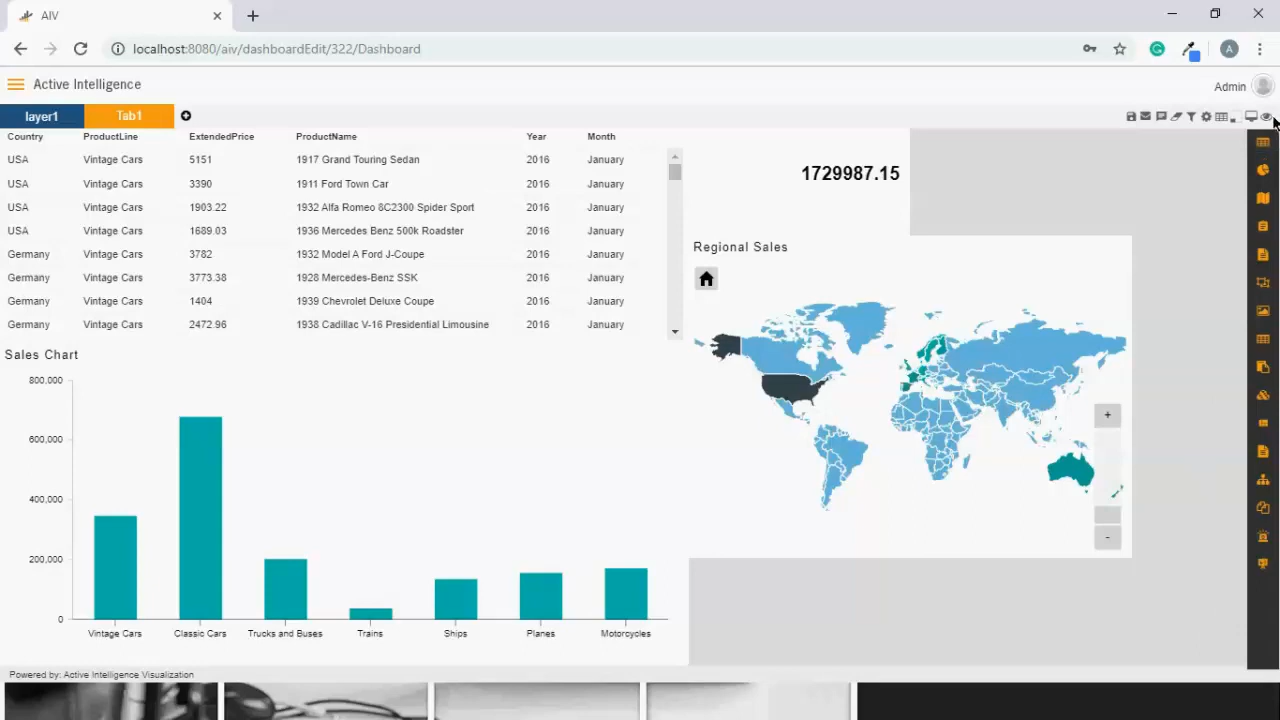 AIV
localhost:8080/aiv/dashboardEdit/322/Dashboard
A
Active Intelligence
Admin
layer1 Tab1
Country ProductLine ExtendedPrice ProductName Year Month
USA Vintage Cars 5151 1917 Grand Touring Sedan 2016 January
USA Vintage Cars 3390 1911 Ford Town Car 2016 January
USA Vintage Cars 1903.22 1932 Alfa Romeo 8C2300 Spider Sport 2016 January
USA Vintage Cars 1689.03 1936 Mercedes Benz 500k Roadster 2016 January
Germany Vintage Cars 3782 1932 Model A Ford J-Coupe 2016 January
Germany Vintage Cars 3773.38 1928 Mercedes-Benz SSK 2016 January
Germany Vintage Cars 1404 1939 Chevrolet Deluxe Coupe 2016 January
Germany Vintage Cars 2472.96 1938 Cadillac V-16 Presidential Limousine 2016 January
1729987.15
Regional Sales
+
-
Sales Chart
800,000
600,000
400,000
200,000
0
Vintage Cars Classic Cars Trucks and Buses Trains Ships Planes Motorcycles
Powered by: Active Intelligence Visualization